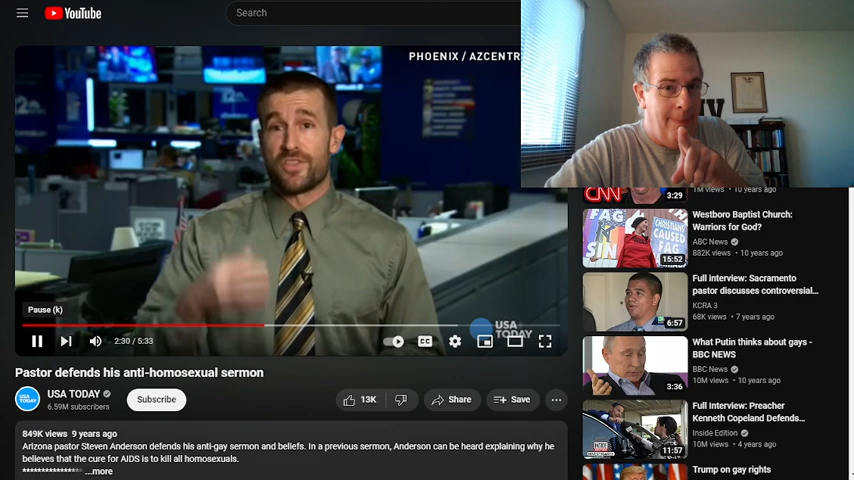 YouTube
Search
PHOENIX / AZCENTR
12
USA
TODAY
Pause (k)
2:30 / 5:33
CC
Pastor defends his anti-homosexual sermon
USA TODAY
6.59M subscribers
Subscribe
13K
Share
Save
849K views 9 years ago
Arizona pastor Steven Anderson defends his anti-gay sermon and beliefs. In a previous sermon, Anderson can be heard explaining why he
believes that the cure for AIDS is to kill all homosexuals.
****************** ...more
CNN
3:29
1M views • 10 years ago
FAG
SIN
CHRISTIANS
CAUSED
FAG
15:52
Westboro Baptist Church:
Warriors for God?
ABC News
882K views • 10 years ago
6:57
Full Interview: Sacramento
pastor discusses controversial...
KCRA 3
68K views • 7 years ago
3:36
What Putin thinks about gays -
BBC NEWS
BBC News
10M views • 10 years ago
11:57
Full Interview: Preacher
Kenneth Copeland Defends...
Inside Edition
10M views • 4 years ago
Trump on gay rights